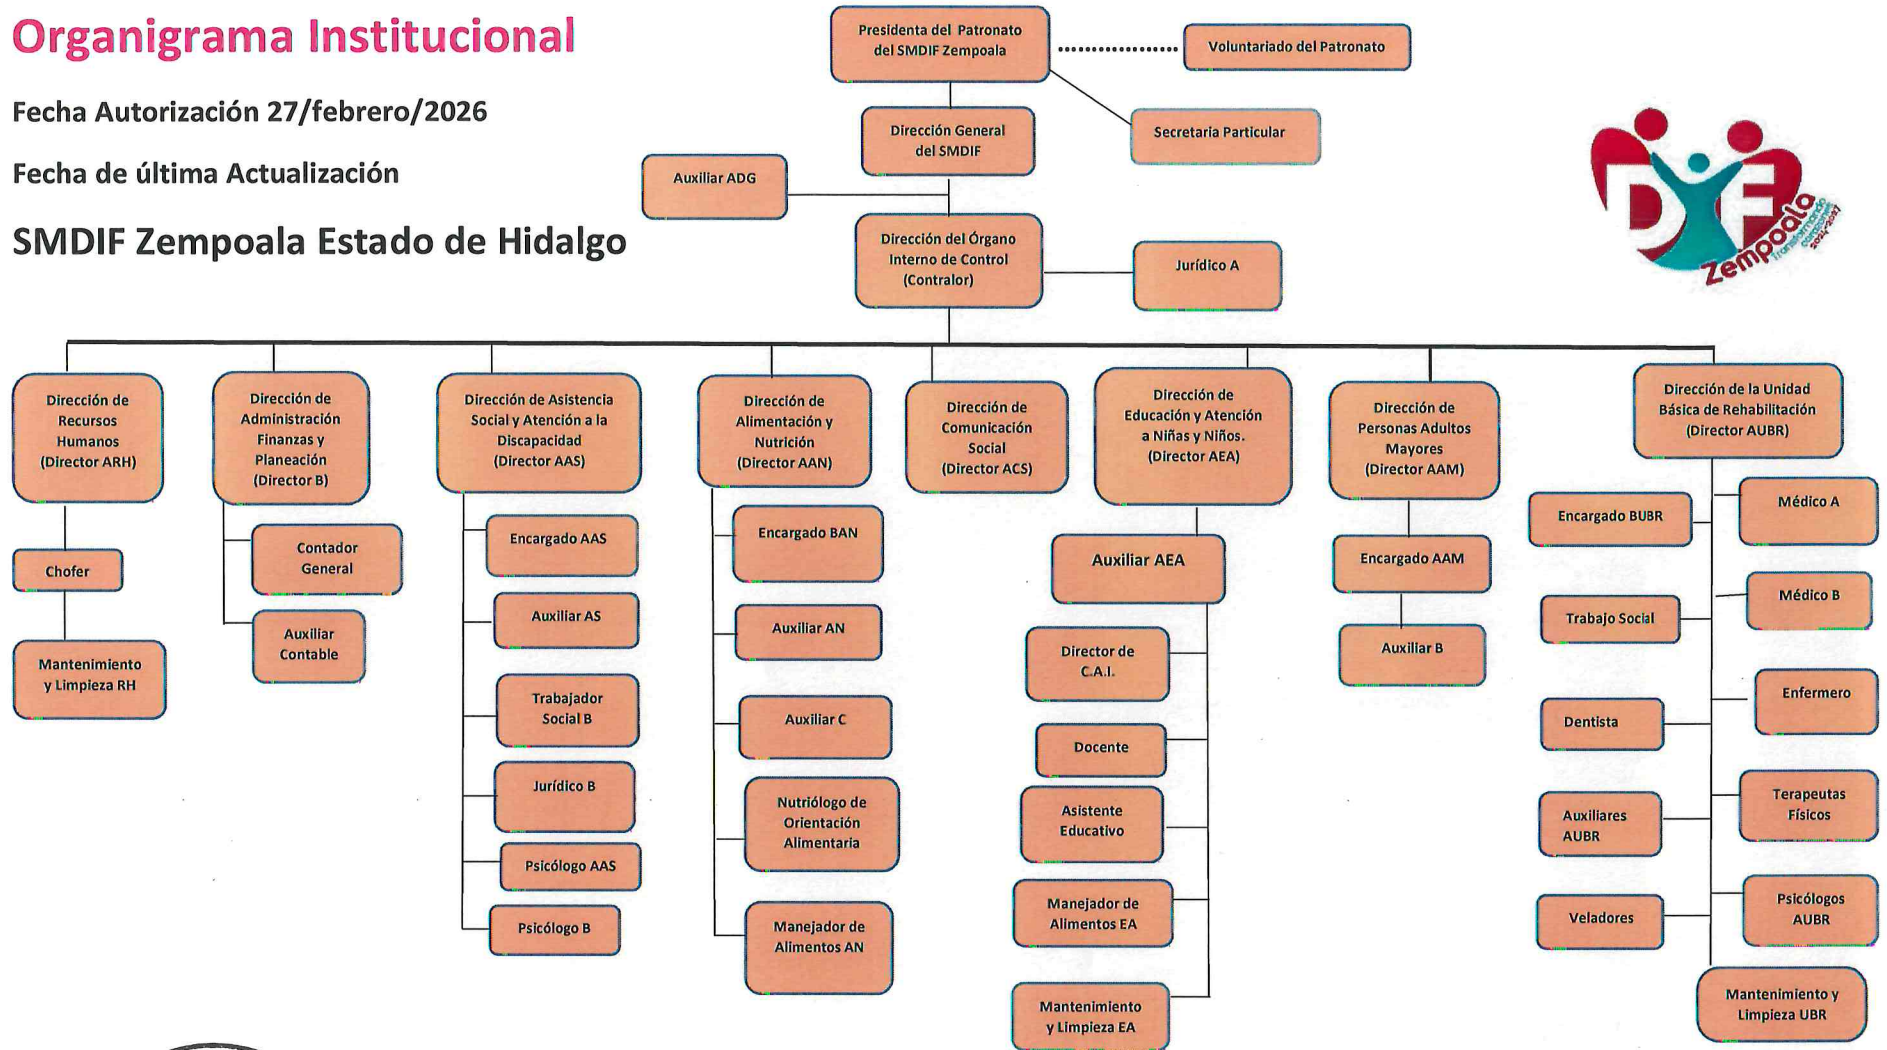 Organigrama Institucional
Fecha Autorización 27/febrero/2026
Fecha de última Actualización
SMDIF Zempoala Estado de Hidalgo
Presidenta del Patronato
del SMDIF Zempoala
Voluntariado del Patronato
Dirección General
del SMDIF
Secretaria Particular
Auxiliar ADG
Dirección del Órgano
Interno de Control
(Contralor)
Jurídico A
DIF
Zempoala
Transformando
corazones
2024-2027
Dirección de
Recursos
Humanos
(Director ARH)
Chofer
Mantenimiento
y Limpieza RH
Dirección de
Administración
Finanzas y
Planeación
(Director B)
Contador
General
Auxiliar
Contable
Dirección de Asistencia
Social y Atención a la
Discapacidad
(Director AAS)
Encargado AAS
Auxiliar AS
Trabajador
Social B
Jurídico B
Psicólogo AAS
Psicólogo B
Dirección de
Alimentación y
Nutrición
(Director AAN)
Encargado BAN
Auxiliar AN
Auxiliar C
Nutriólogo de
Orientación
Alimentaria
Manejador de
Alimentos AN
Dirección de
Comunicación
Social
(Director ACS)
Dirección de
Educación y Atención
a Niñas y Niños.
(Director AEA)
Auxiliar AEA
Director de
C.A.I.
Docente
Asistente
Educativo
Manejador de
Alimentos EA
Mantenimiento
y Limpieza EA
Dirección de
Personas Adultos
Mayores
(Director AAM)
Encargado AAM
Auxiliar B
Dirección de la Unidad
Básica de Rehabilitación
(Director AUBR)
Encargado BUBR
Médico A
Trabajo Social
Médico B
Dentista
Enfermero
Auxiliares
AUBR
Terapeutas
Físicos
Veladores
Psicólogos
AUBR
Mantenimiento y
Limpieza UBR